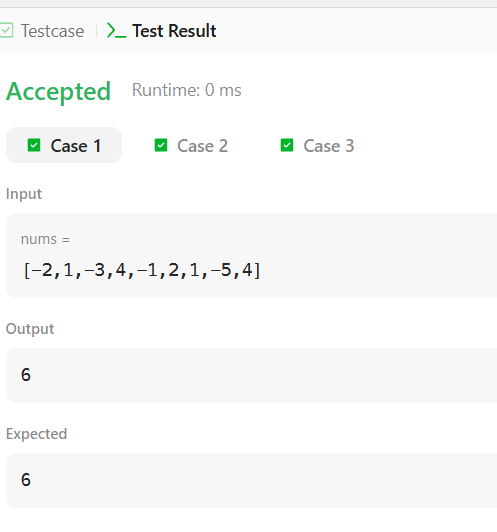 Testcase Test Result
Accepted Runtime: 0 ms
Case 1 Case 2 Case 3
Input
nums =
[-2,1,-3,4,-1,2,1,-5,4]
Output
6
Expected
6